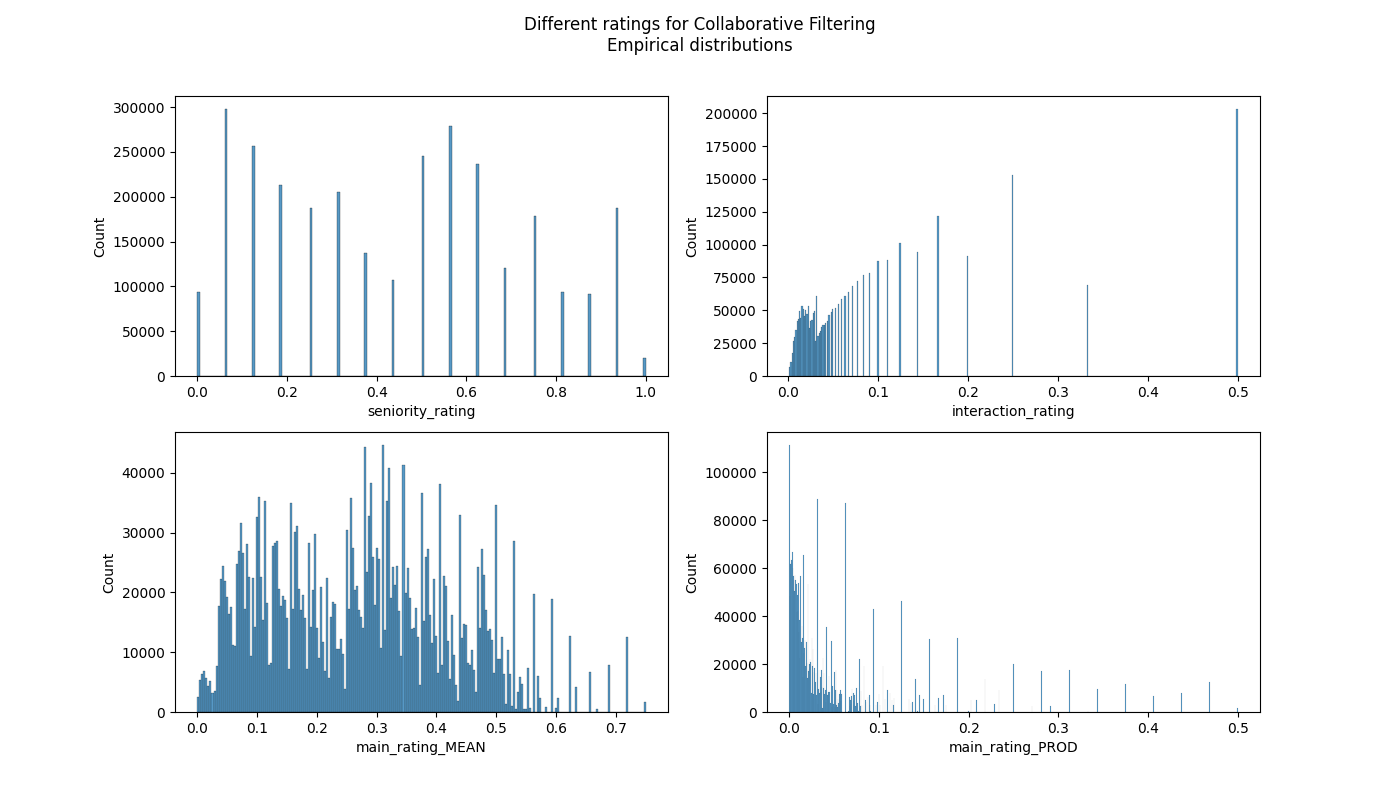 Different ratings for Collaborative Filtering
Empirical distributions
300000
250000
200000
150000
100000
50000
0
Count
0.0 0.2 0.4 0.6 0.8 1.0
seniority_rating
200000
175000
150000
125000
100000
75000
50000
25000
0
Count
0.0 0.1 0.2 0.3 0.4 0.5
interaction_rating
40000
30000
20000
10000
0
Count
0.0 0.1 0.2 0.3 0.4 0.5 0.6 0.7
main_rating_MEAN
100000
80000
60000
40000
20000
0
Count
0.0 0.1 0.2 0.3 0.4 0.5
main_rating_PROD